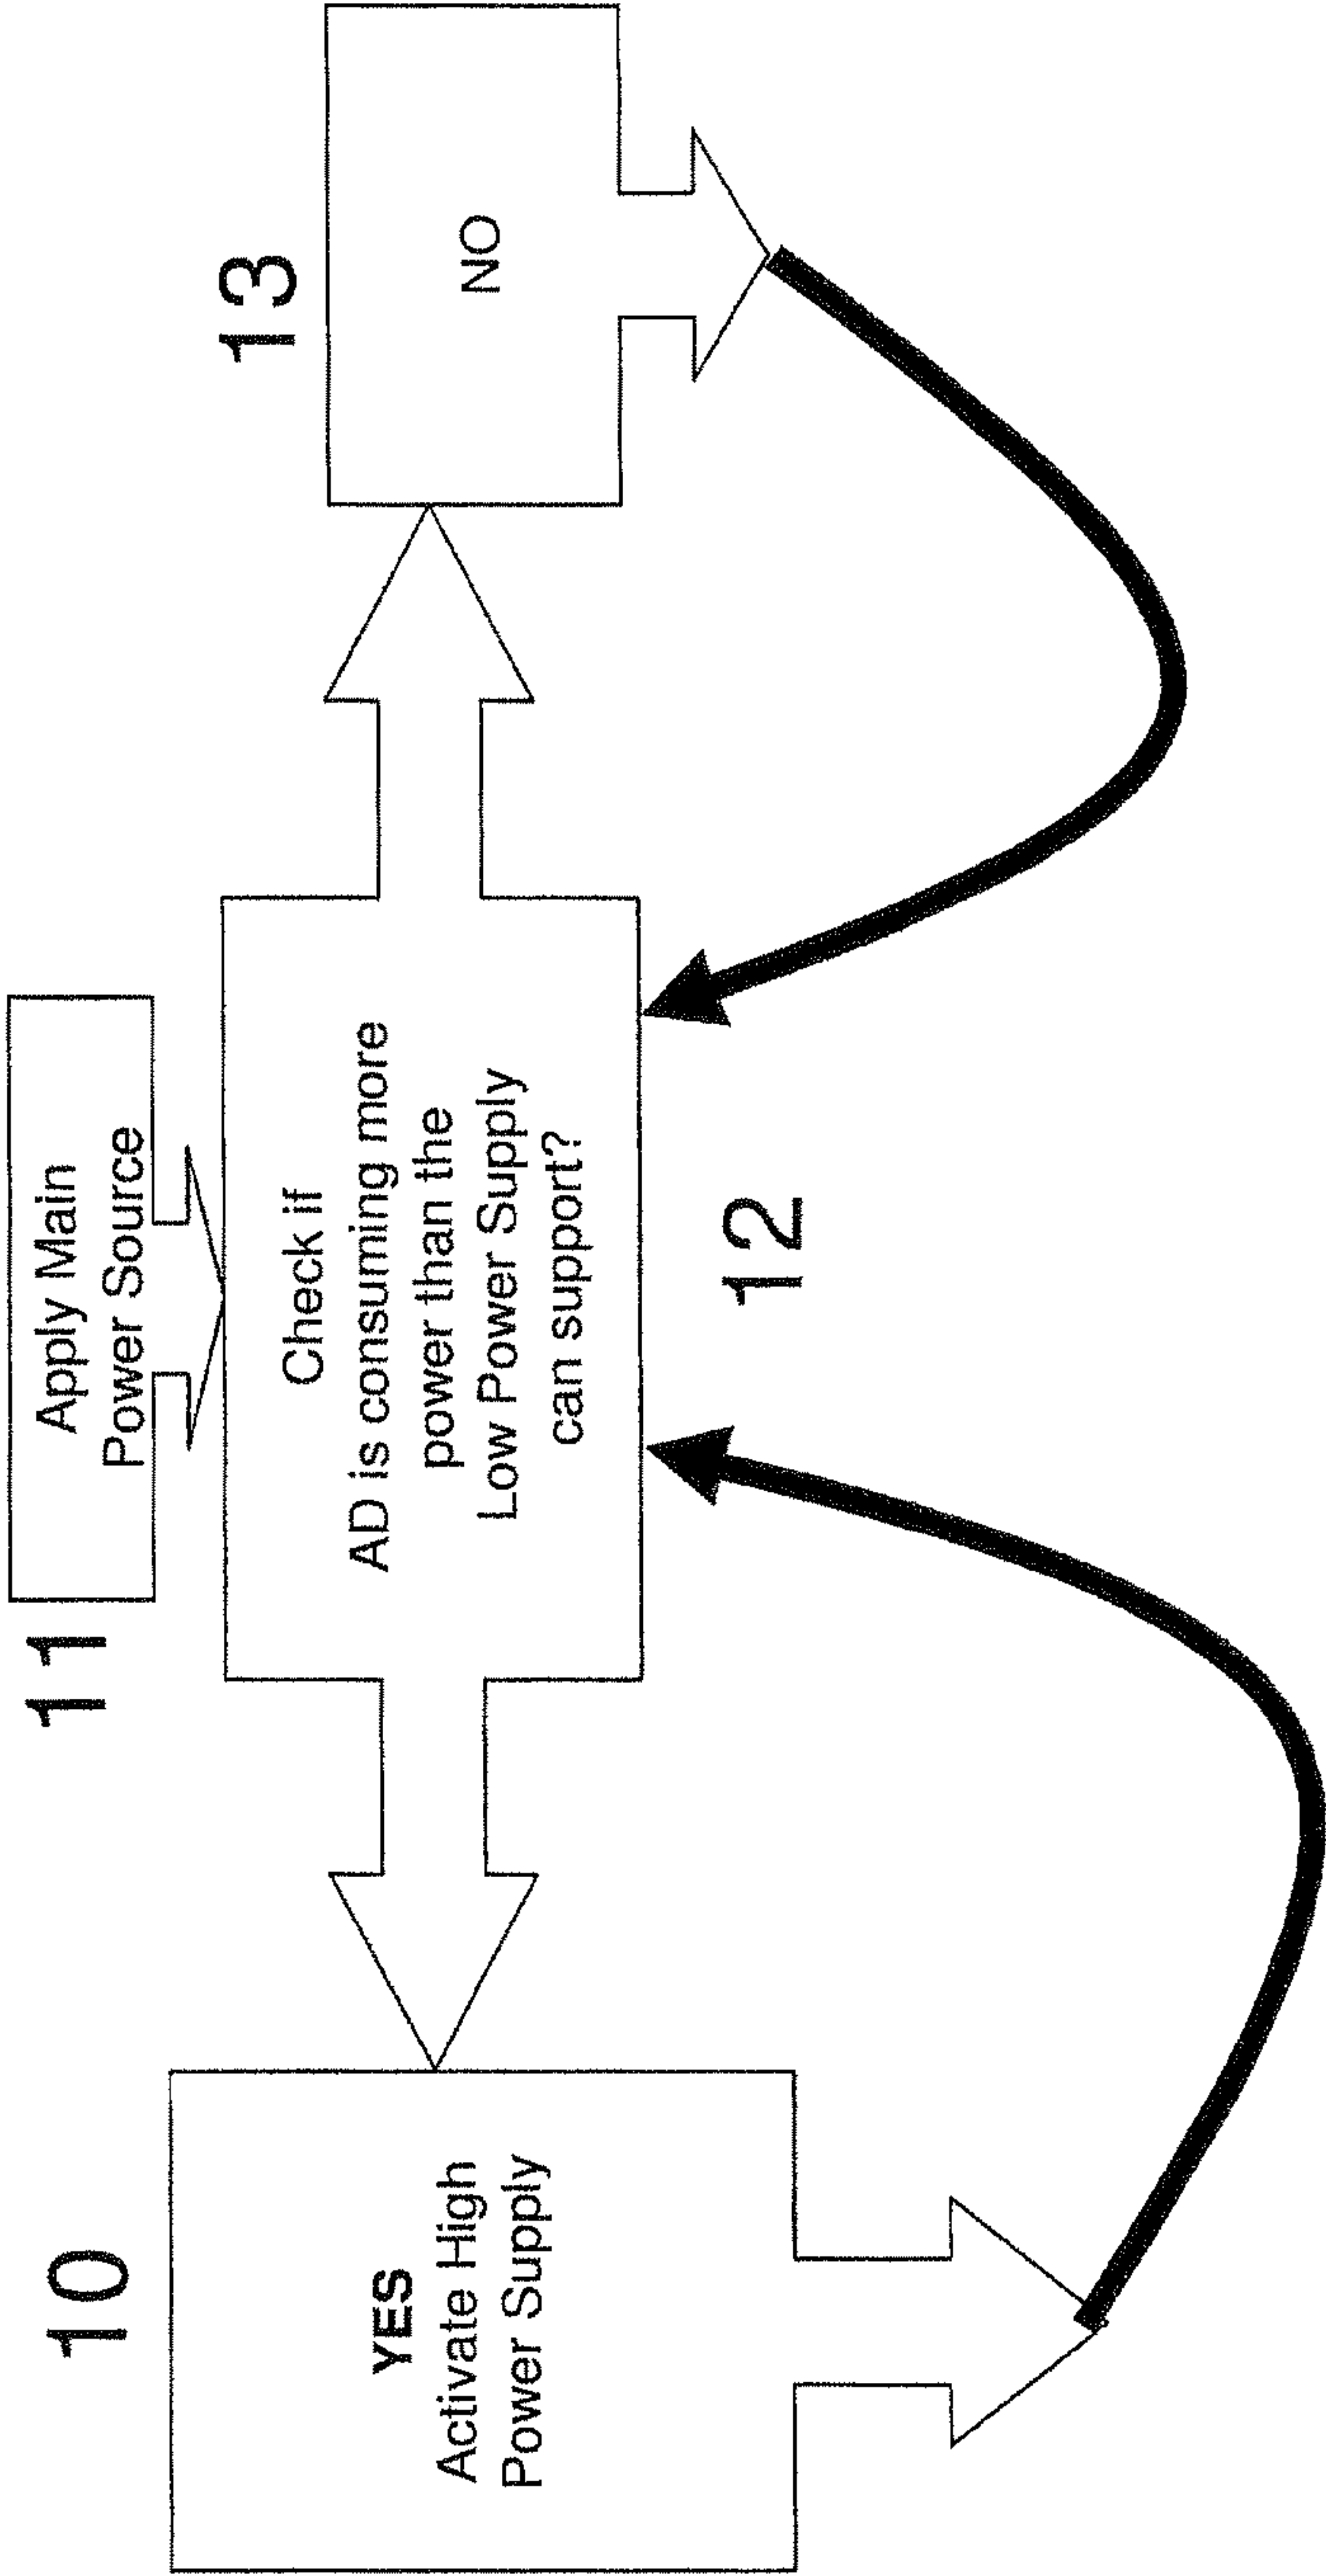 11
Apply Main
Power Source
10
YES
Activate High
Power Supply
Check if
AD is consuming more
power than the
Low Power Supply
can support?
12
13
NO